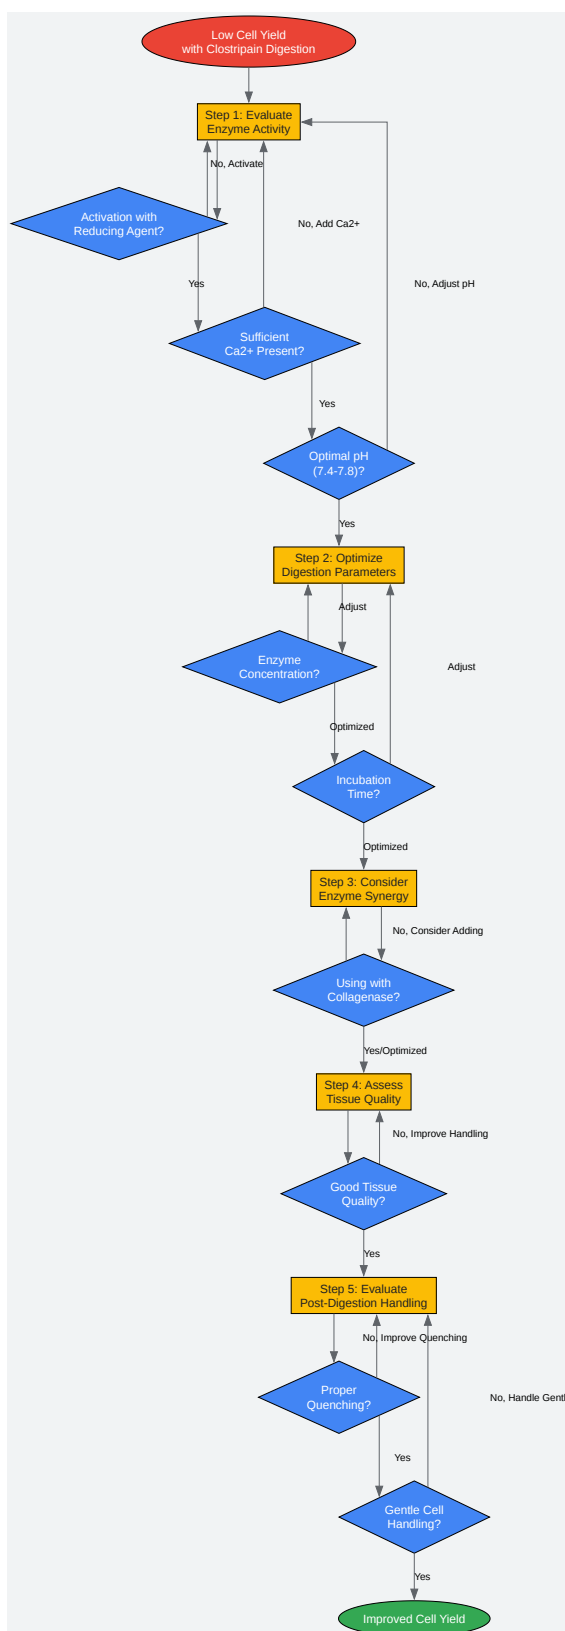 Low Cell Yield
with Clostripain Digestion
Step 1: Evaluate
Enzyme Activity
No, Activate
Activation with
Reducing Agent?
No, Add Ca2+
Yes
No, Adjust pH
Sufficient
Ca2+ Present?
Yes
Optimal pH
(7.4-7.8)?
Yes
Step 2: Optimize
Digestion Parameters
Adjust
Enzyme
Concentration?
Adjust
Optimized
Incubation
Time?
Optimized
Step 3: Consider
Enzyme Synergy
No, Consider Adding
Using with
Collagenase?
Yes/Optimized
Step 4: Assess
Tissue Quality
No, Improve Handling
Good Tissue
Quality?
Yes
Step 5: Evaluate
Post-Digestion Handling
No, Improve Quenching
Proper
Quenching?
No, Handle
Yes
Gentle Cell
Handling?
Yes
Improved Cell Yield